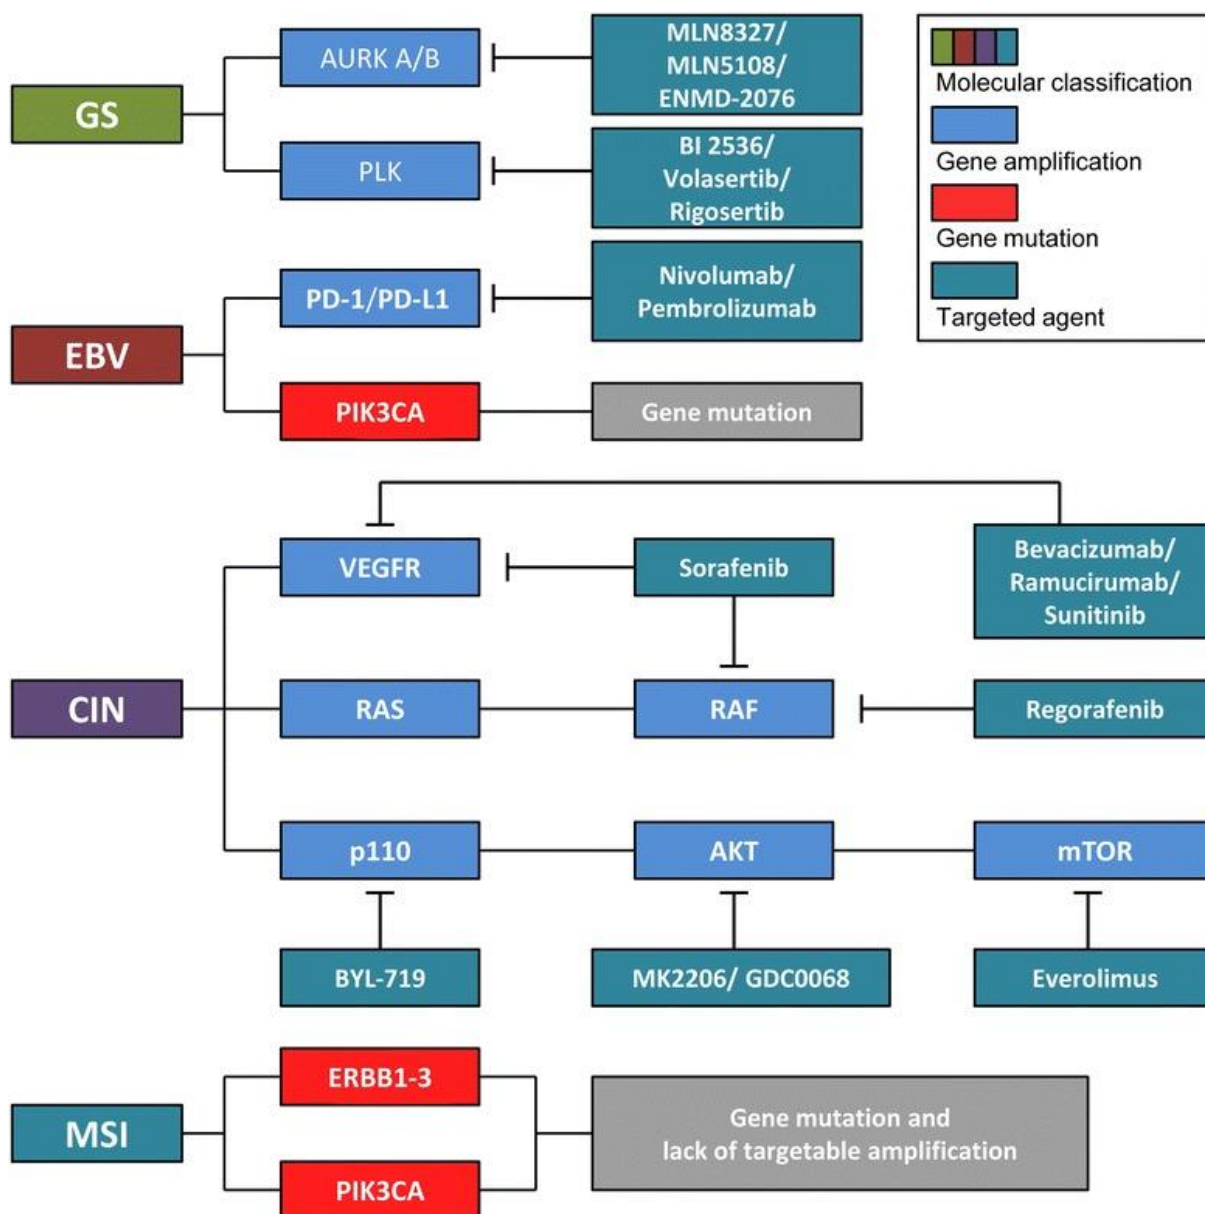 GS
AURK A/B
MLN8327/
MLN5108/
ENMD-2076
PLK
BI 2536/
Volasertib/
Rigosertib
EBV
PD-1/PD-L1
Nivolumab/
Pembrolizumab
PIK3CA
Gene mutation
Molecular classification
Gene amplification
Gene mutation
Targeted agent
CIN
VEGFR
Sorafenib
Bevacizumab/
Ramucirumab/
Sunitinib
RAS
RAF
Regorafenib
p110
AKT
mTOR
BYL-719
MK2206/ GDC0068
Everolimus
MSI
ERBB1-3
PIK3CA
Gene mutation and
lack of targetable amplification